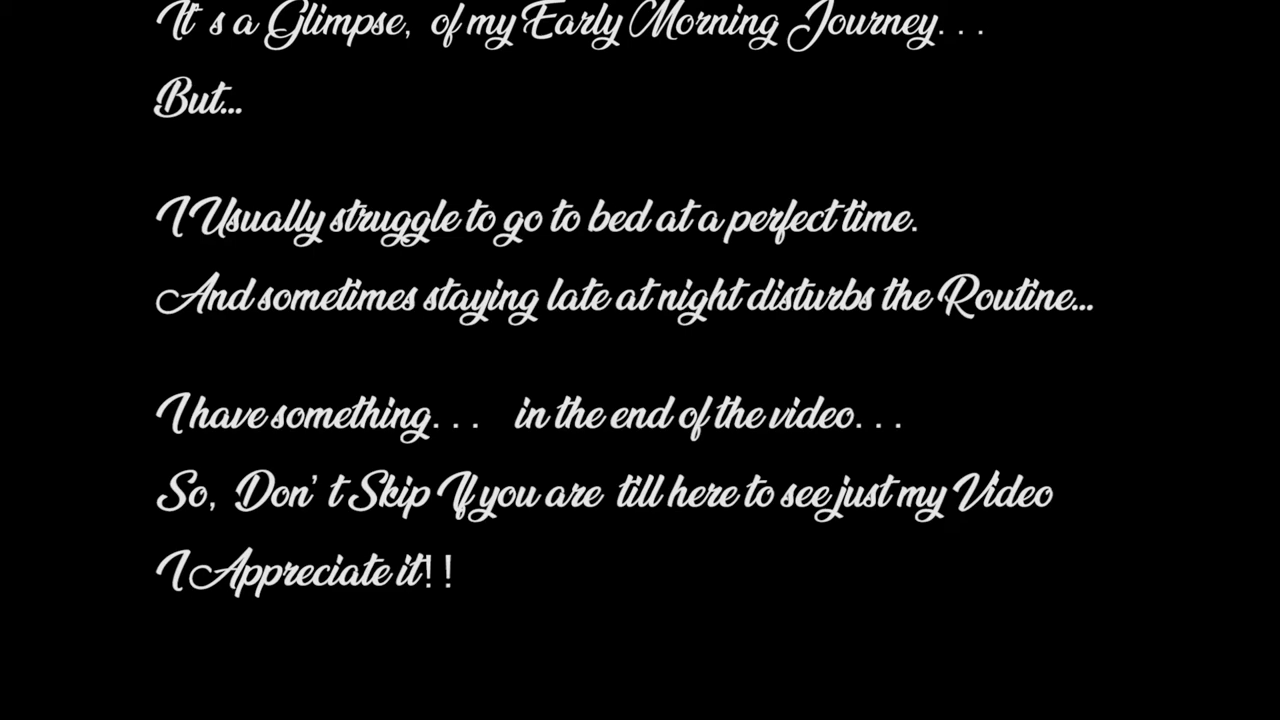 It's a Glimpse, of my Early Morning Journey...
But...
I Usually struggle to go to bed at a perfect time.
And sometimes staying late at night disturbs the Routine...
I have something... in the end of the video...
So, Don't Skip If you are till here to see just my Video
I Appreciate it!!